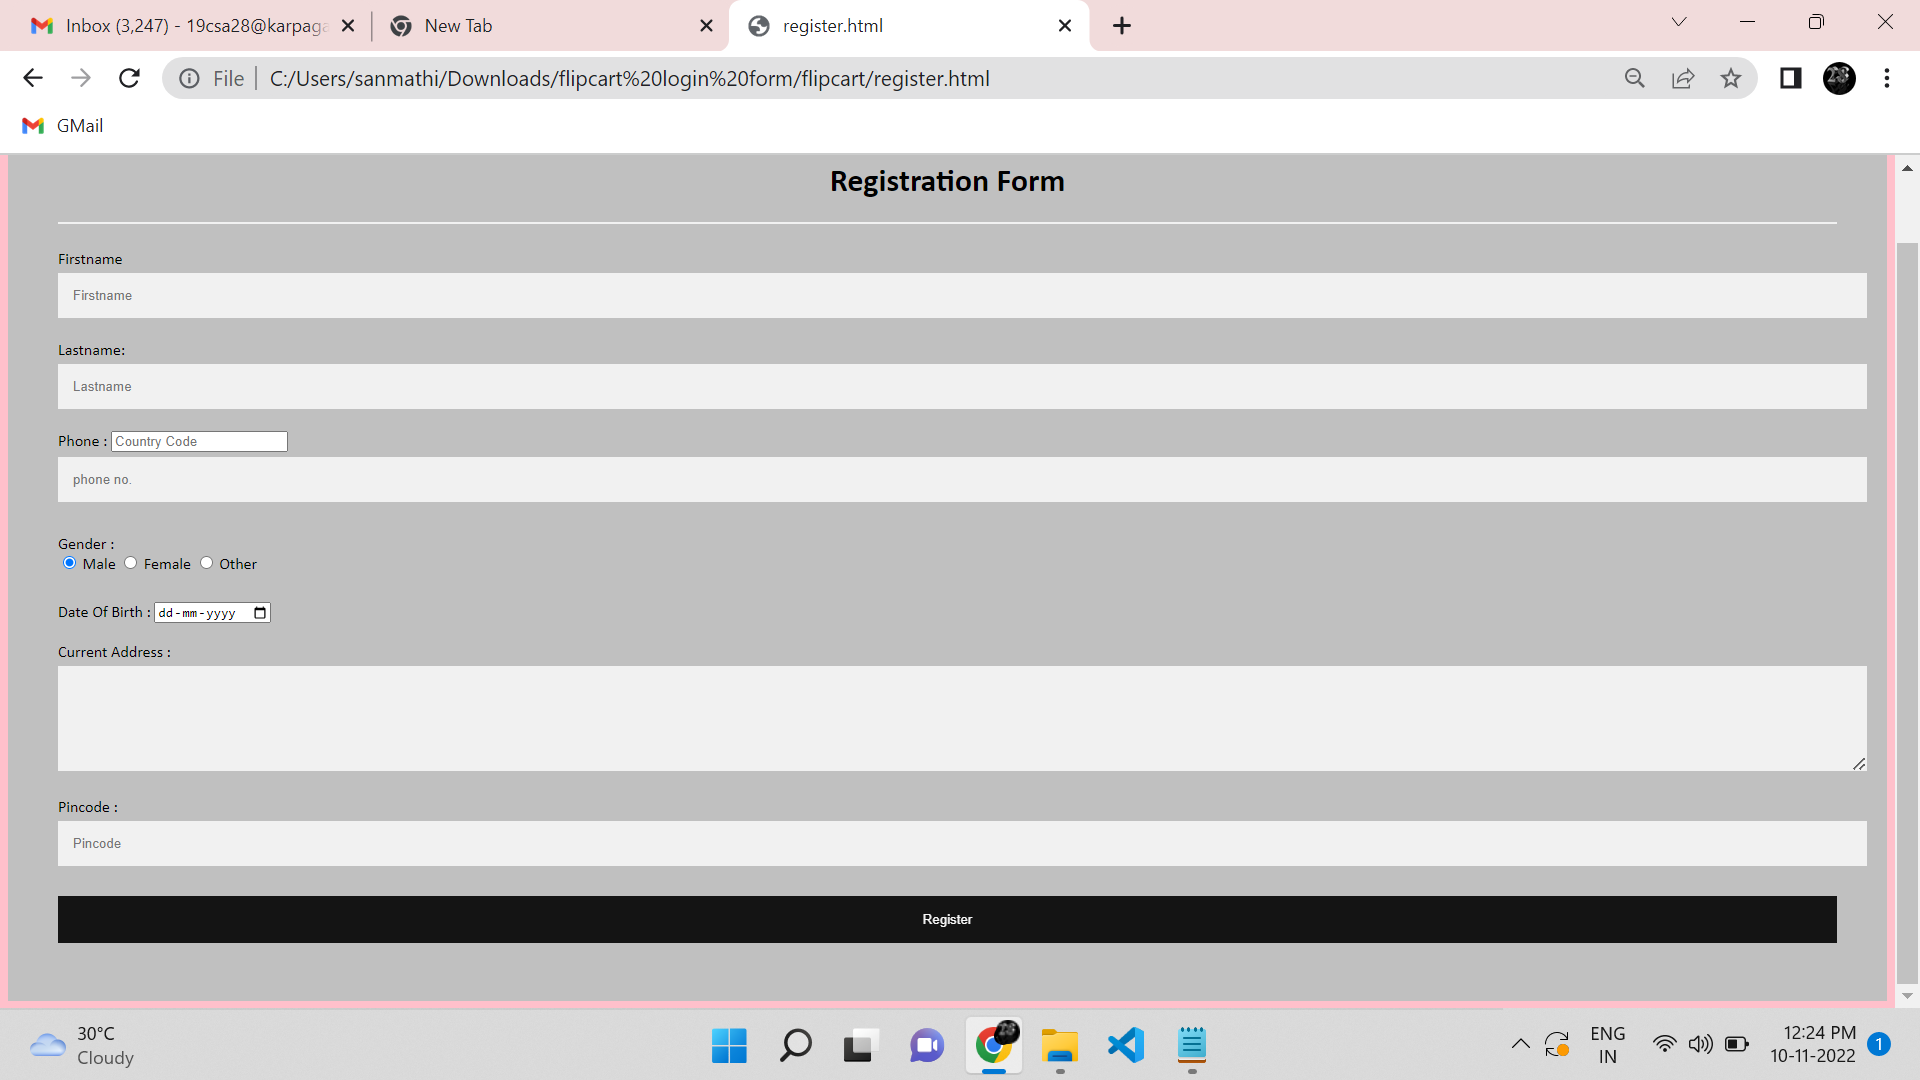 Inbox (3,247) - 19csa28@karpaga
New Tab
register.html
File
C:/Users/sanmathi/Downloads/flipcart%20login%20form/flipcart/register.html
GMail
Registration Form
Firstname
Firstname
Lastname:
Lastname
Phone : Country Code
phone no.
Gender :
Male Female Other
Date Of Birth : dd-mm-yyyy
Current Address :
Pincode :
Pincode
Register
30°C
Cloudy
ENG
IN
12:24 PM
10-11-2022
1